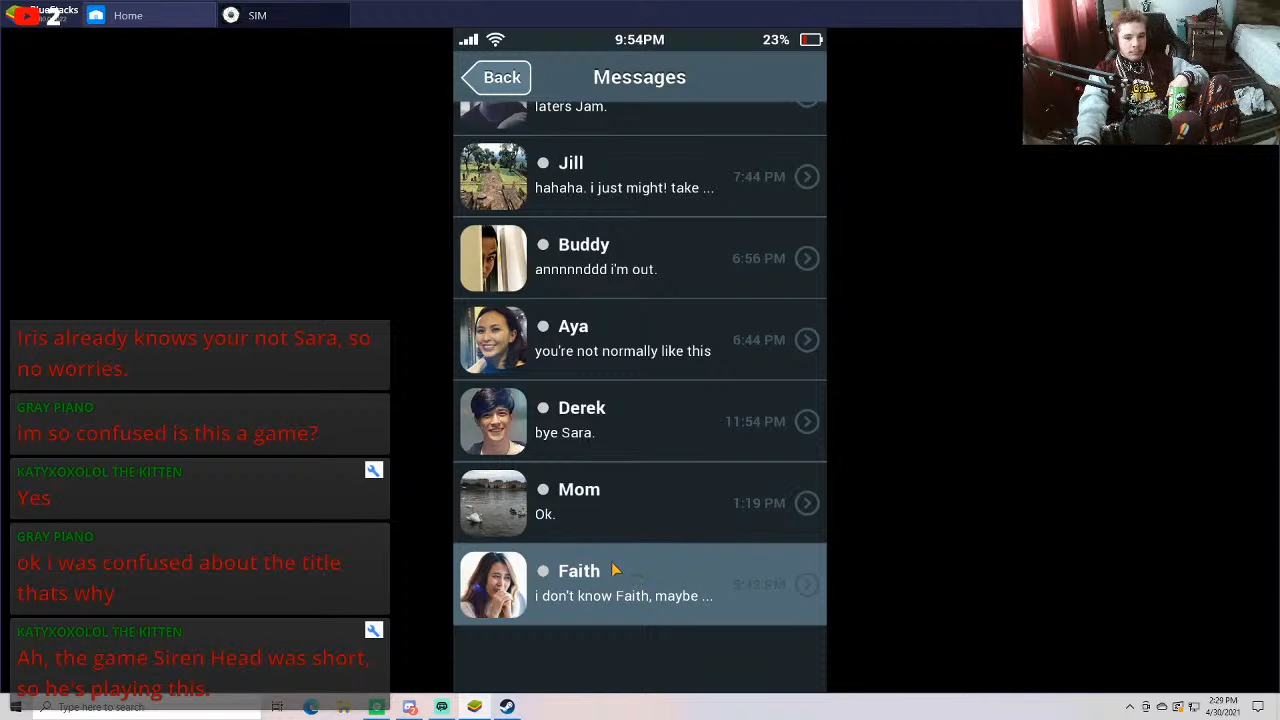 BlueStacks
2
Home
SIM
9:54PM
23%
Back
Messages
laters Jam.
Jill
hahaha. i just might! take ...
7:44 PM
Buddy
annnnnddd i'm out.
6:56 PM
Aya
you're not normally like this
6:44 PM
Derek
bye Sara.
11:54 PM
Mom
Ok.
1:19 PM
Faith
i don't know Faith, maybe ...
5:43 PM
Iris already knows your not Sara, so
no worries.
GRAY PIANO
im so confused is this a game?
KATYXOXOLOL THE KITTEN
Yes
GRAY PIANO
ok i was confused about the title
thats why
KATYXOXOLOL THE KITTEN
Ah, the game Siren Head was short,
so he's playing this.
Type here to search
2:29 PM
4/30/2021